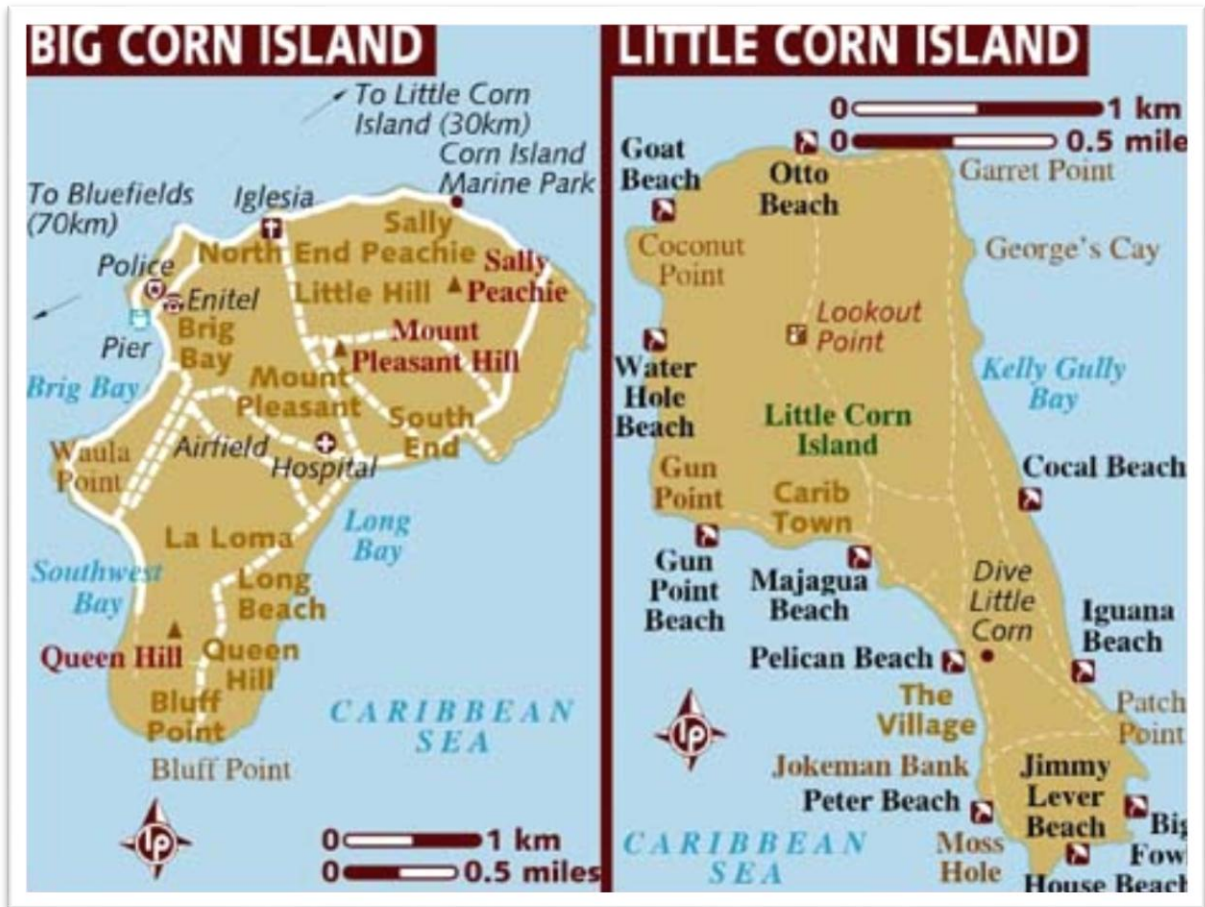 BIG CORN ISLAND
To Little Corn
Island (30km)
Corn Island
Marine Park
To Bluefields
(70km)
Iglesia
Sally
North End Peachie
Sally
Peachie
Police
Enitel
Little Hill
Brig
Bay
Pier
Mount
Pleasant Hill
Brig Bay
Mount
Pleasant
South
End
Waula
Point
Airfield
Hospital
La Loma
Long
Bay
Southwest
Bay
Long
Beach
Queen Hill
Queen
Hill
Bluff
Point
CARIBBEAN
SEA
Bluff Point
lp
0 1 km
0 0.5 miles
LITTLE CORN ISLAND
0 1 km
0 0.5 mile
Goat
Beach
Otto
Beach
Garret Point
Coconut
Point
George's Cay
Lookout
Point
Water
Hole
Beach
Kelly Gully
Bay
Little Corn
Island
Gun
Point
Carib
Town
Cocal Beach
Gun
Point
Beach
Majagua
Beach
Dive
Little
Corn
Iguana
Beach
Pelican Beach
The
Village
Patch
Point
lp
Jokeman Bank
Jimmy
Lever
Beach
Peter Beach
Big
Fow
House Beach
CARIBBEAN
SEA
Moss
Hole